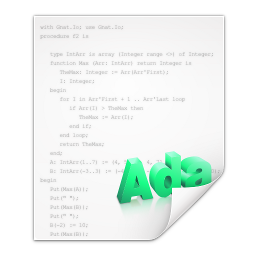 with Gnat.Io; use Gnat.Io;
procedure E2 is
type IntArr is array (Integer range <>) of Integer;
function Max (Arr: IntArr) return Integer is
TheMax: Integer := Arr(Arr'First);
I: Integer;
begin
for I in Arr'First + 1 .. Arr'Last loop
if Arr(I) > TheMax then
TheMax := Arr(I);
end if;
end loop;
return TheMax;
end;
A: IntArr(1..7) := (4,
B: IntArr(-3..3) :=
begin
Put(Max(A));
Put(" ");
Put(Max(B));
Put(" ");
B(-2) := 10;
Put(Max(B));
Ada